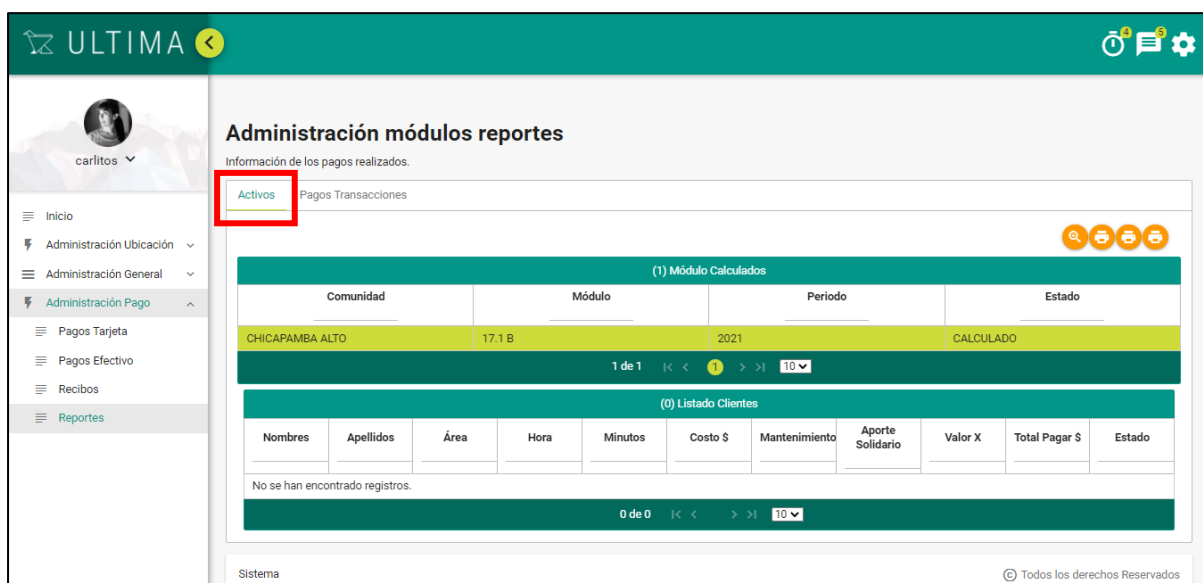 ULTIMA
4 5
carlitos
Inicio
Administración Ubicación
Administración General
Administración Pago
Pagos Tarjeta
Pagos Efectivo
Recibos
Reportes
Administración módulos reportes
Información de los pagos realizados.
Activos Pagos Transacciones
(1) Módulo Calculados
Comunidad Módulo Periodo Estado
CHICAPAMBA ALTO 17.1 B 2021 CALCULADO
1 de 1 1 10
(0) Listado Clientes
Nombres Apellidos Área Hora Minutos Costo $ Mantenimiento Aporte Solidario Valor X Total Pagar $ Estado
No se han encontrado registros.
0 de 0 10
Sistema © Todos los derechos Reservados